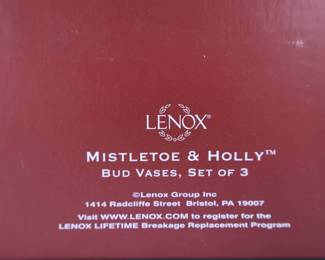 LENOX®
MISTLETOE & HOLLY™
BUD VASES, SET OF 3
©Lenox Group Inc
1414 Radcliffe Street Bristol, PA 19007
Visit WWW.LENOX.COM to register for the
LENOX LIFETIME Breakage Replacement Program